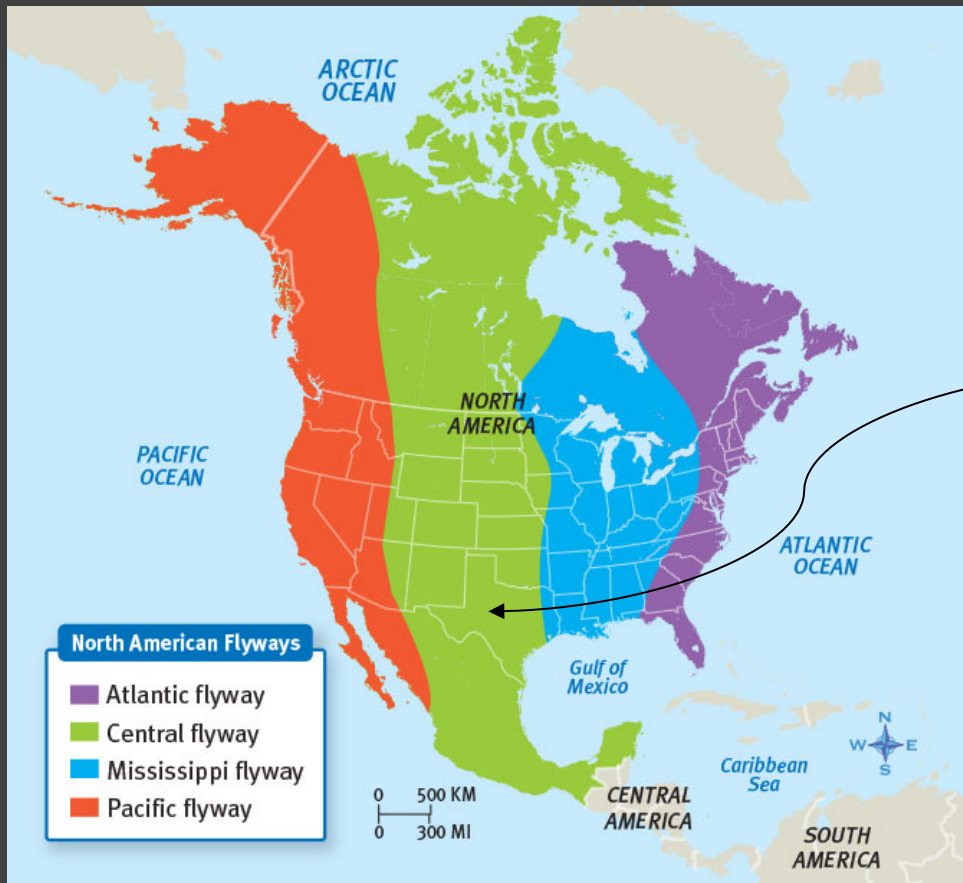 ARCTIC
OCEAN
NORTH
AMERICA
PACIFIC
OCEAN
ATLANTIC
OCEAN
Gulf of
Mexico
North American Flyways
Atlantic flyway
Central flyway
Mississippi flyway
Pacific flyway
0 500 KM
0 300 MI
CENTRAL
AMERICA
Caribbean
Sea
N
W E
S
SOUTH
AMERICA